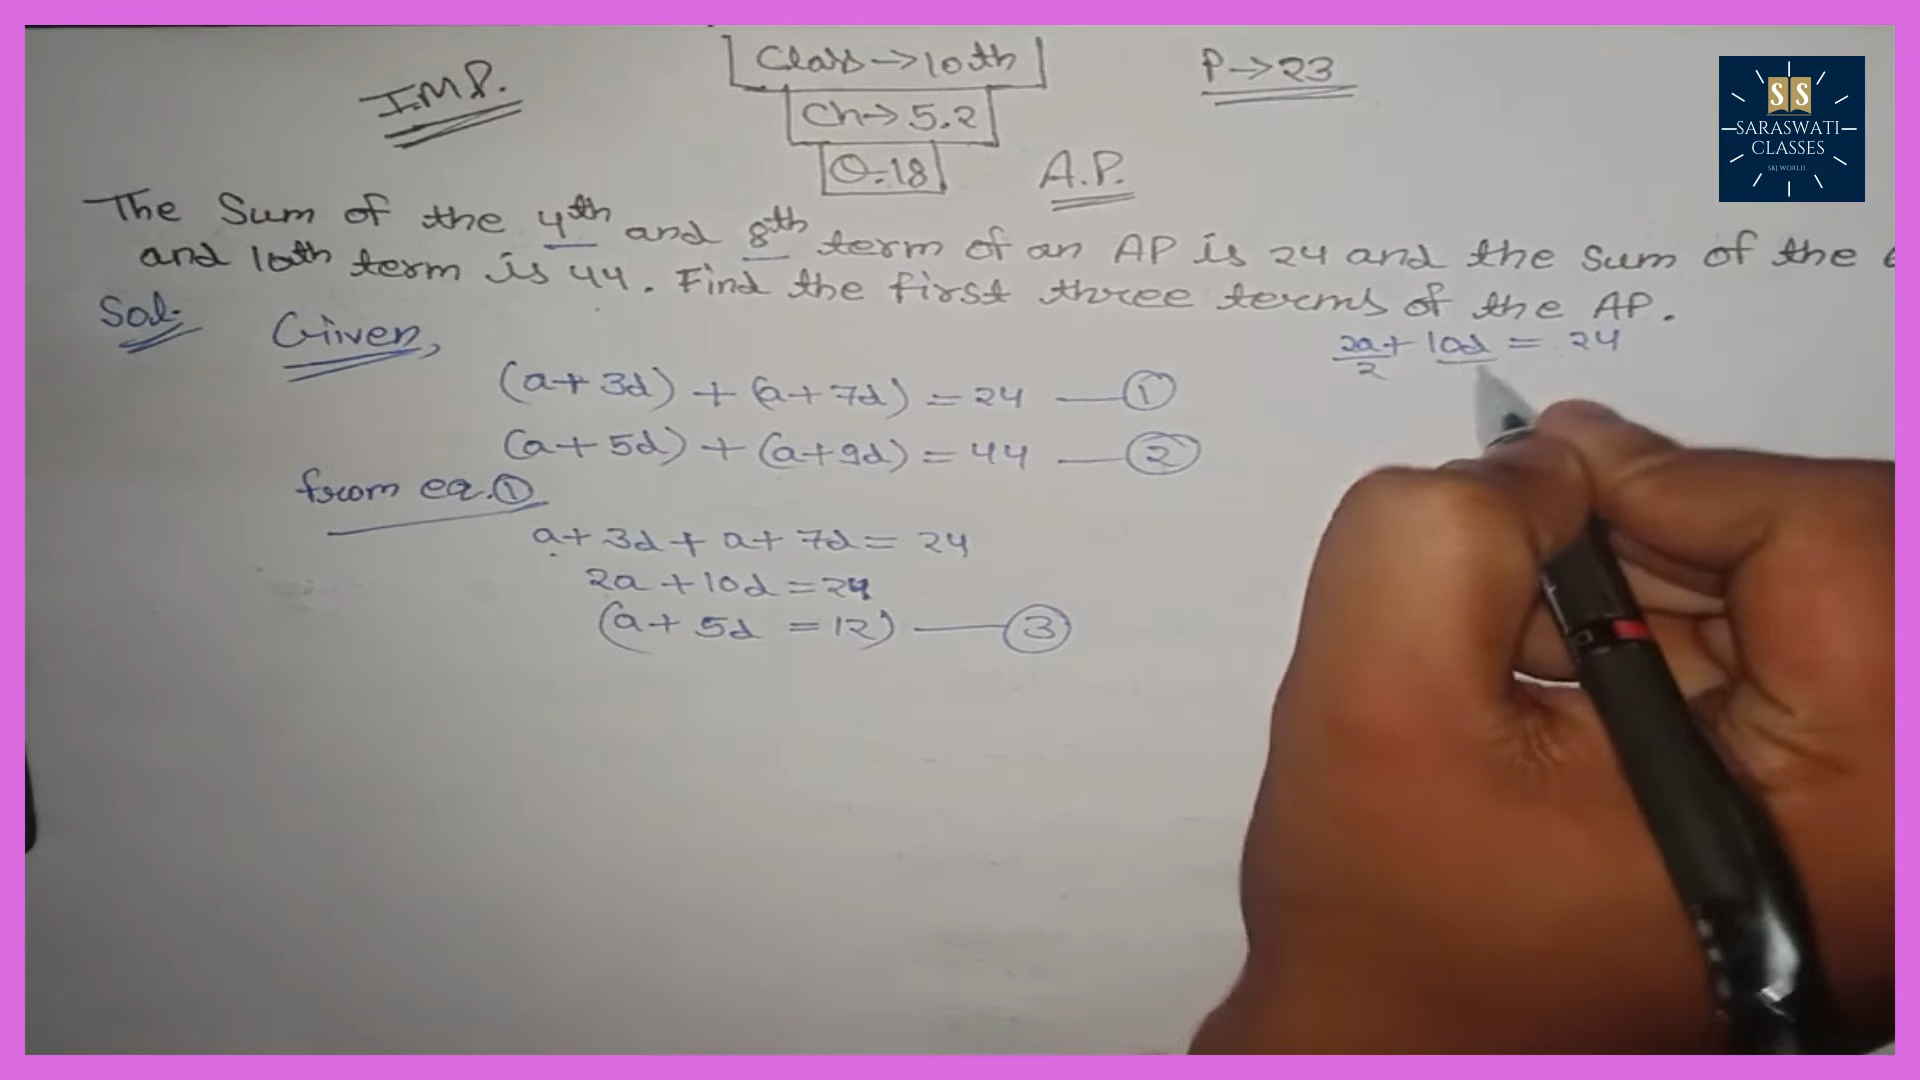 I.M.P.
Class→10th
P→23
Ch→5.2
Q.18
A.P.
S S
SARASWATI
CLASSES
SKJ WORLD
The Sum of the 4th and 8th term of an AP is 24 and the sum of the
and 10th term is 44. Find the first three terms of the AP.
Sol.
Given,
2a+ 10d = 24
2
(a+3d)+(a+7d)=24 — ①
(a+5d)+(a+9d)=44 — ②
from eq.①
a+3d+a+7d=24
2a+10d=24
(a+5d=12) — ③